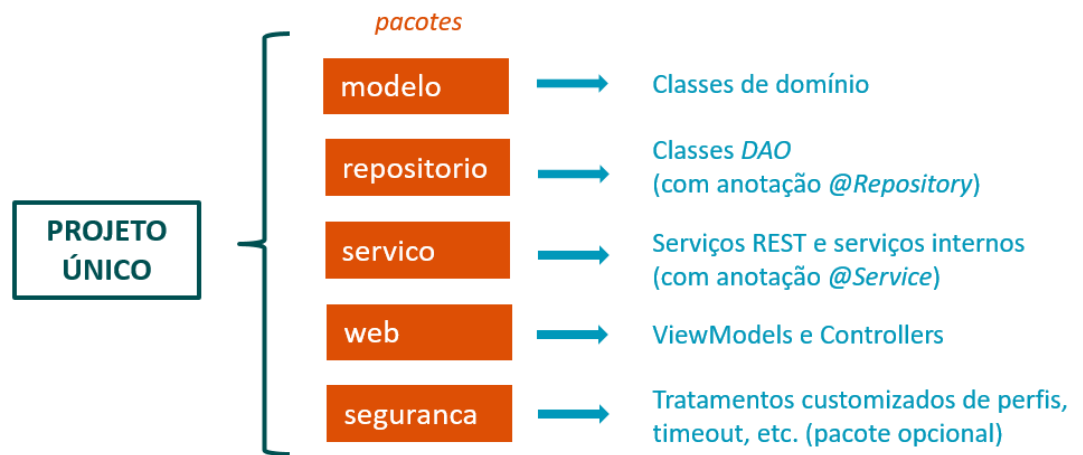 pacotes
PROJETO
ÚNICO
modelo
Classes de domínio
repositorio
Classes DAO
(com anotação @Repository)
servico
Serviços REST e serviços internos
(com anotação @Service)
web
ViewModels e Controllers
seguranca
Tratamentos customizados de perfis,
timeout, etc. (pacote opcional)